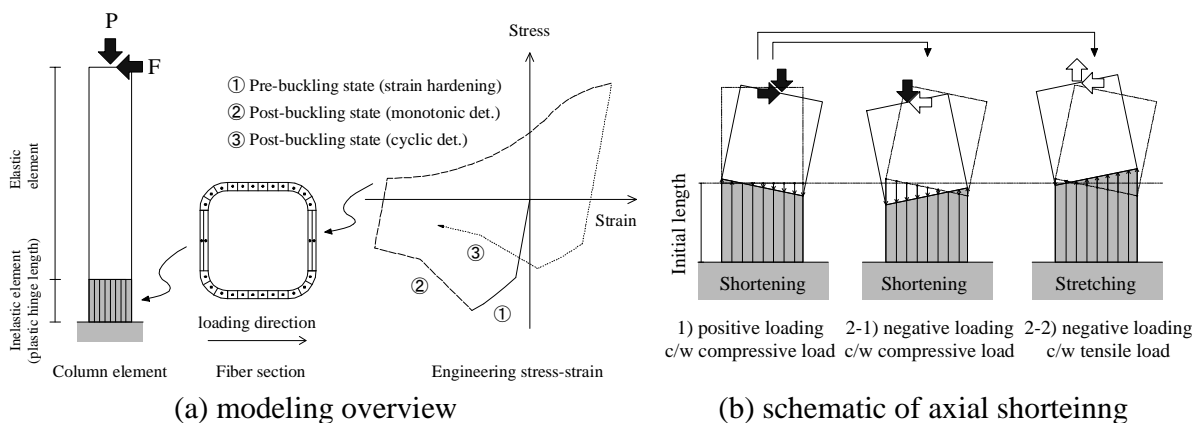 P
F
Elastic
element
Inelastic element
(plastic hinge length)
Column element
loading direction
Fiber section
① Pre-buckling state (strain hardening)
② Post-buckling state (monotonic det.)
③ Post-buckling state (cyclic det.)
Stress
Strain
③
②
①
Engineering stress-strain
(a) modeling overview
Initial length
Shortening
Shortening
Stretching
1) positive loading
c/w compressive load
2-1) negative loading
c/w compressive load
2-2) negative loading
c/w tensile load
(b) schematic of axial shorteinng